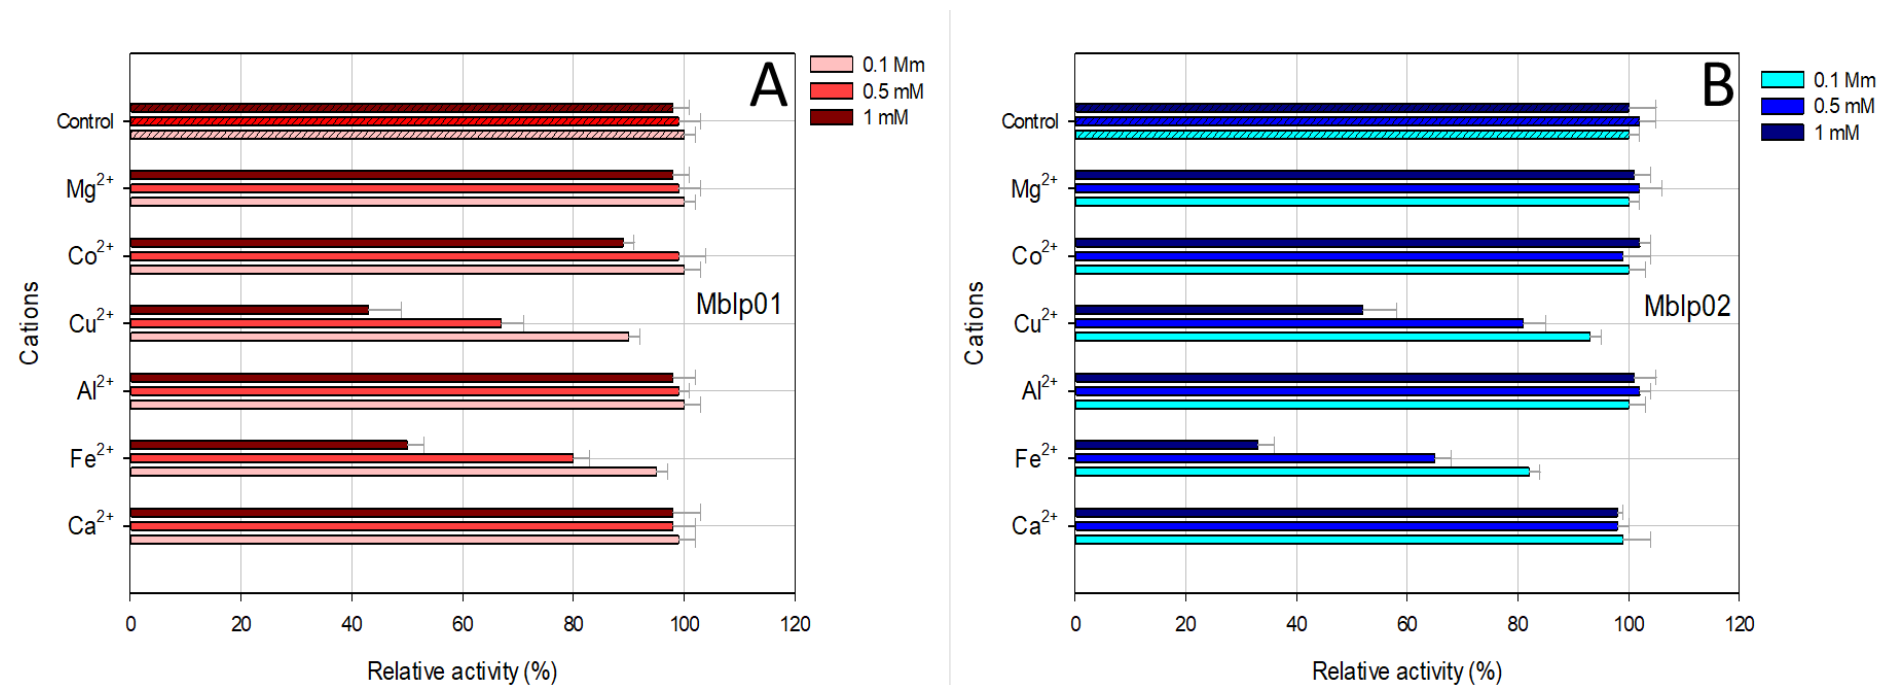 A
0.1 Mm
0.5 mM
1 mM
Control
Mg2+
Co2+
Cu2+
Al2+
Fe2+
Ca2+
Mblp01
Cations
0 20 40 60 80 100 120
Relative activity (%)
B
0.1 Mm
0.5 mM
1 mM
Control
Mg2+
Co2+
Cu2+
Al2+
Fe2+
Ca2+
Mblp02
Cations
0 20 40 60 80 100 120
Relative activity (%)